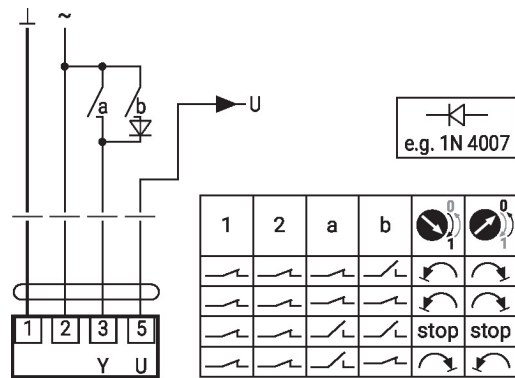 ⊥ ~
a b
U
e.g. 1N 4007
1 2 a b 0 1 0 1
stop stop
1 2 3 5
Y U